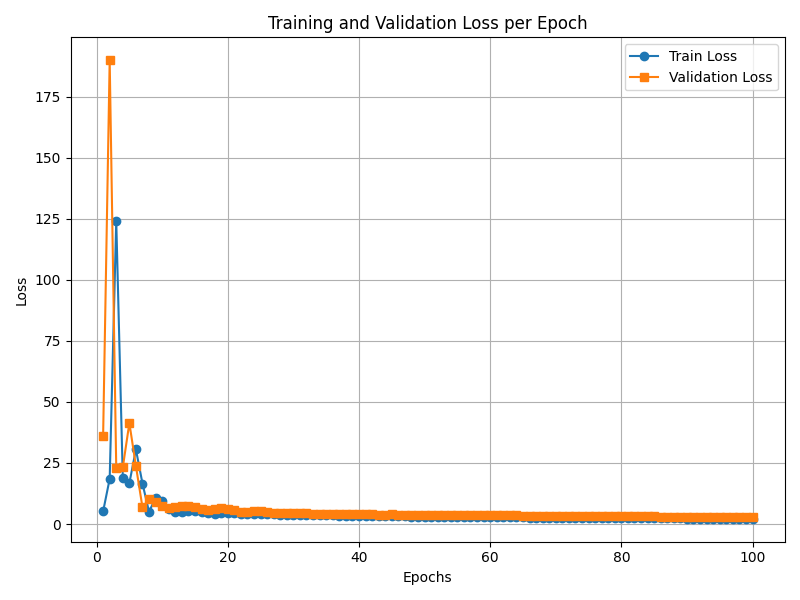 Training and Validation Loss per Epoch
Train Loss
Validation Loss
175
150
125
100
75
50
25
0
Loss
0 20 40 60 80 100
Epochs